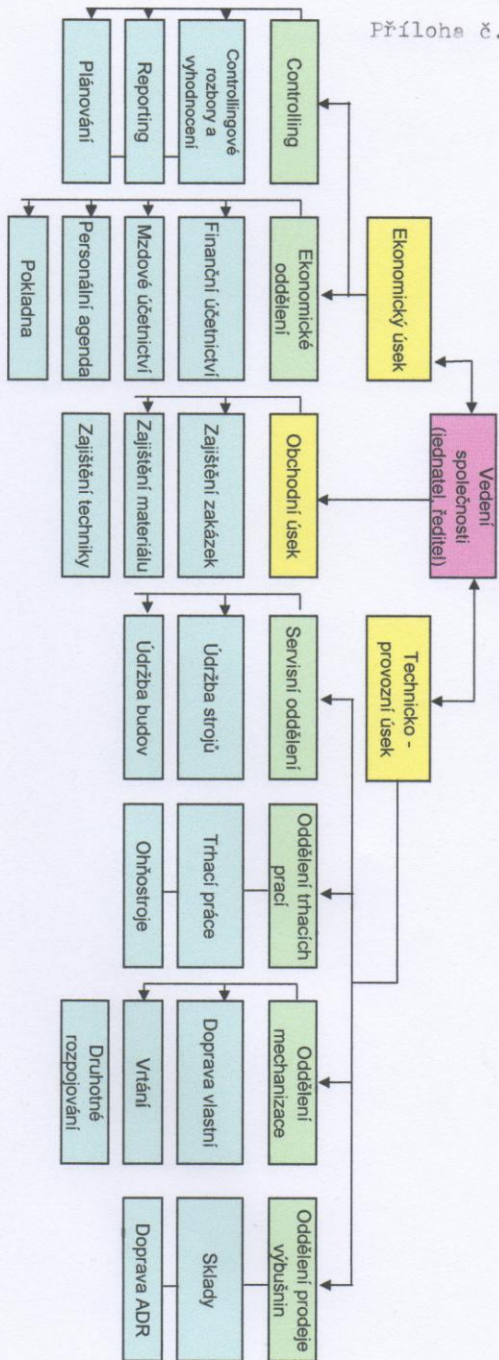 Příloha č.
Vedení
společnosti
(jednatel, ředitel)
Ekonomický úsek
Technicko -
provozní úsek
Controlling
Controllingové
rozbory a
vyhodnocení
Reporting
Plánování
Ekonomické
oddělení
Finanční účetnictví
Mzdové účetnictví
Personální agenda
Pokladna
Obchodní úsek
Zajištění zakázek
Zajištění materiálu
Zajištění techniky
Servisní oddělení
Údržba strojů
Údržba budov
Oddělení trhacích
prací
Trhací práce
Ohňostroje
Oddělení
mechanizace
Doprava vlastní
Vrtání
Druhotné
rozpojování
Oddělení prodeje
výbušnin
Sklady
Doprava ADR